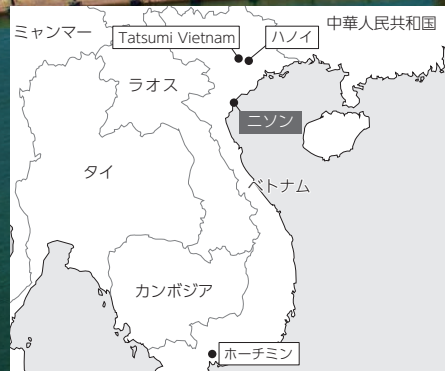 ミャンマー
Tatsumi Vietnam
ハノイ
中華人民共和国
ラオス
ニソン
タイ
ベトナム
カンボジア
ホーチミン